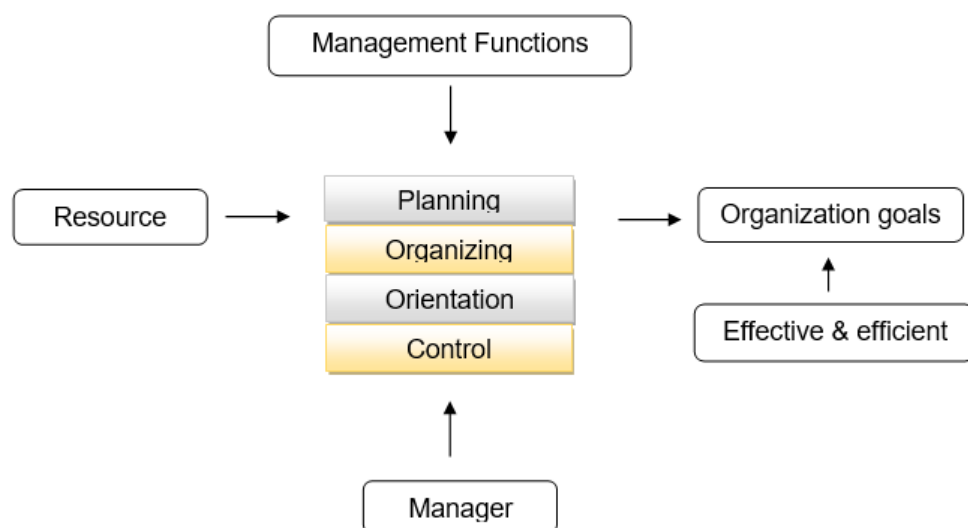 Management Functions
Planning
Resource
Organization goals
Organizing
Orientation
Effective & efficient
Control
Manager